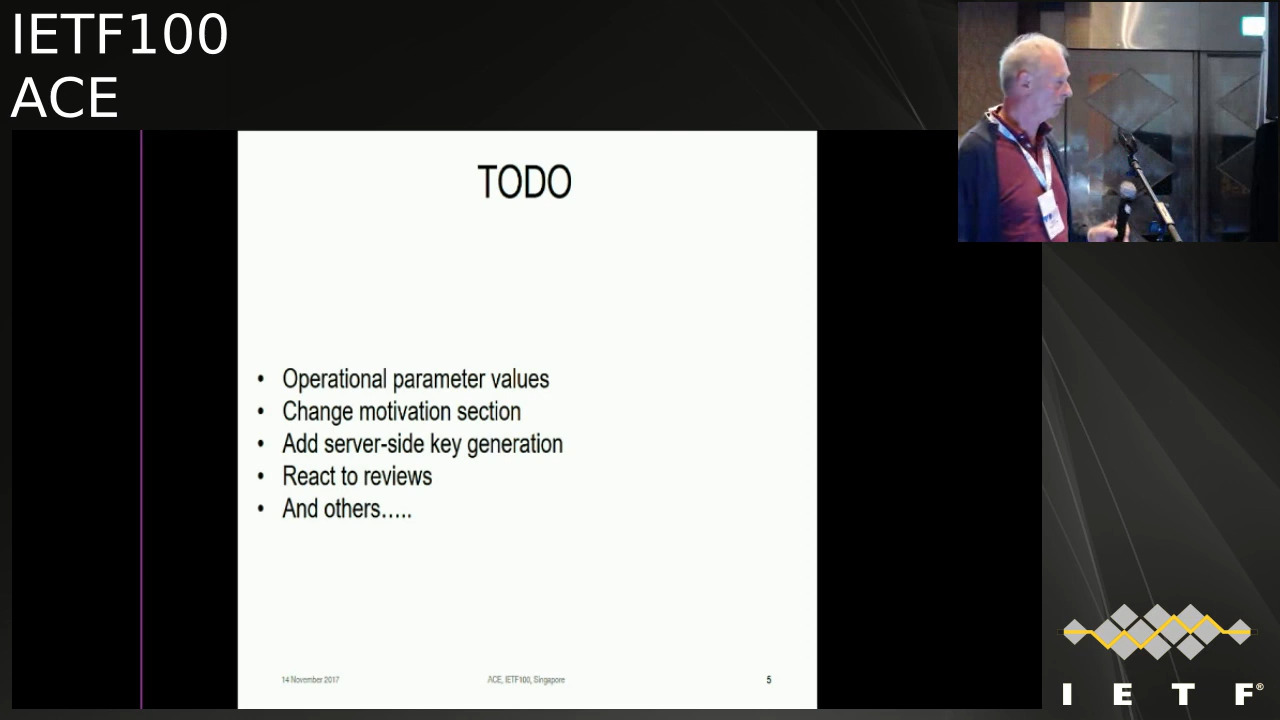 IETF100
ACE
TODO
• Operational parameter values
• Change motivation section
• Add server-side key generation
• React to reviews
• And others…..
14 November 2017
ACE, IETF100, Singapore
5
I E T F®